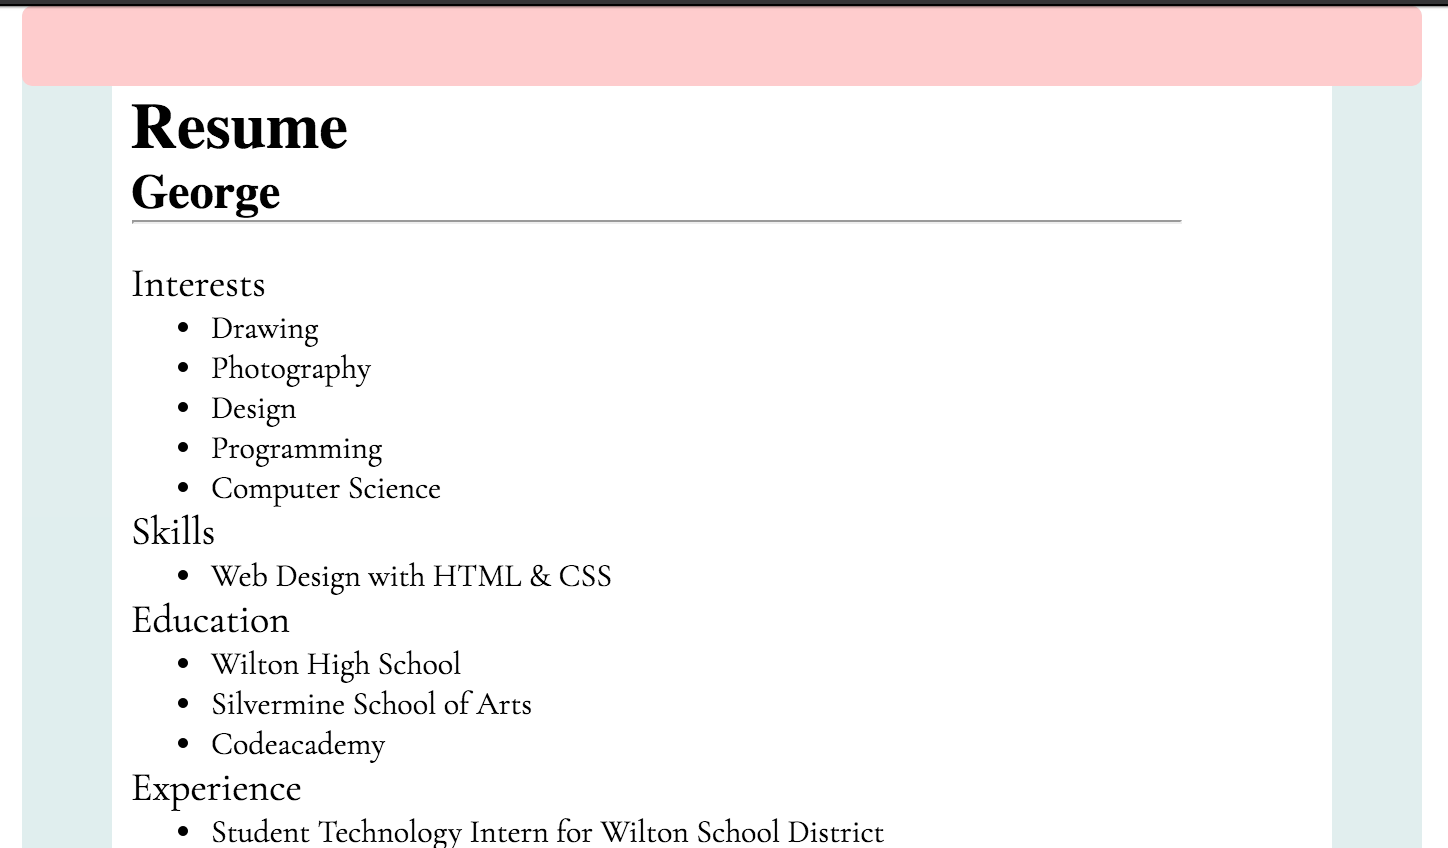 Resume
George
Interests
Drawing
Photography
Design
Programming
Computer Science
Skills
Web Design with HTML & CSS
Education
Wilton High School
Silvermine School of Arts
Codeacademy
Experience
Student Technology Intern for Wilton School District